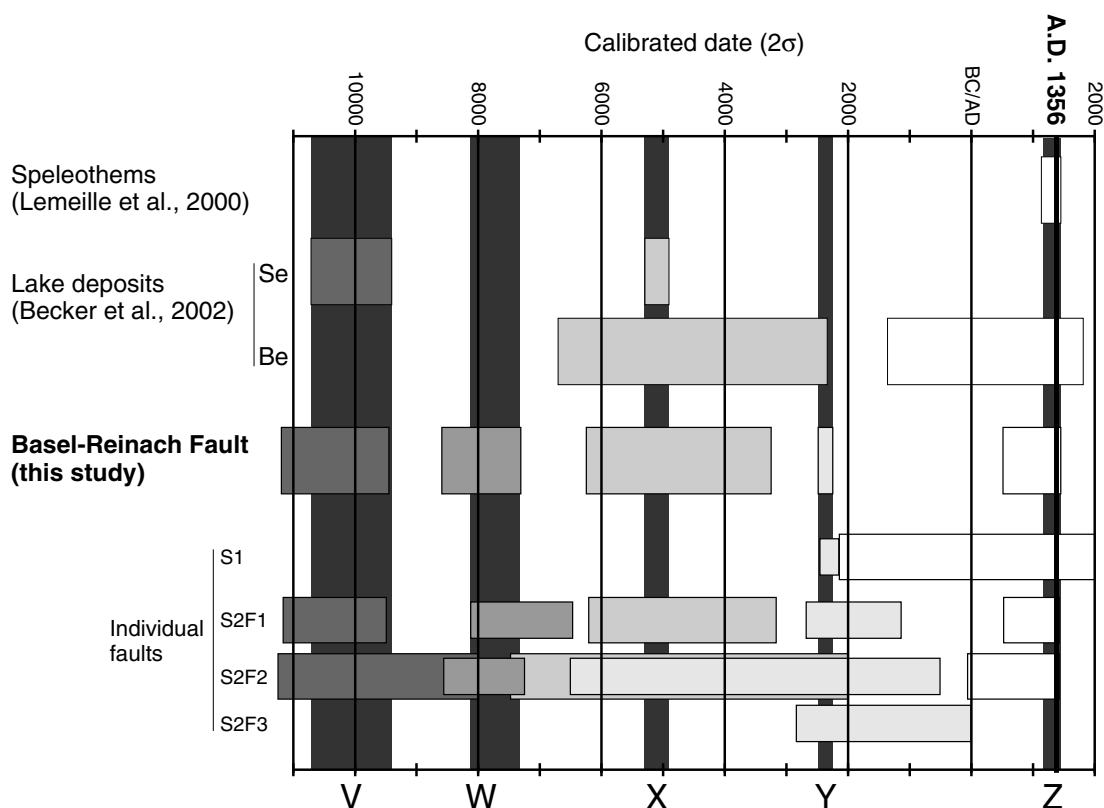 Calibrated date (2σ)
A.D. 1356
10000
8000
6000
4000
2000
BC/AD
2000
Speleothems
(Lemeille et al., 2000)
Lake deposits
(Becker et al., 2002)
Se
Be
Basel-Reinach Fault
(this study)
Individual
faults
S1
S2F1
S2F2
S2F3
V W X Y Z